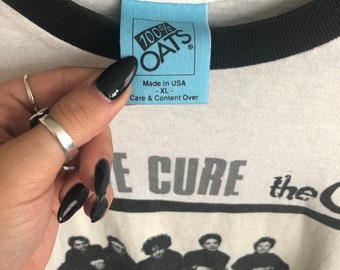 100%
OATS®
Made in USA
- XL -
Care & Content Over
E CURE the C